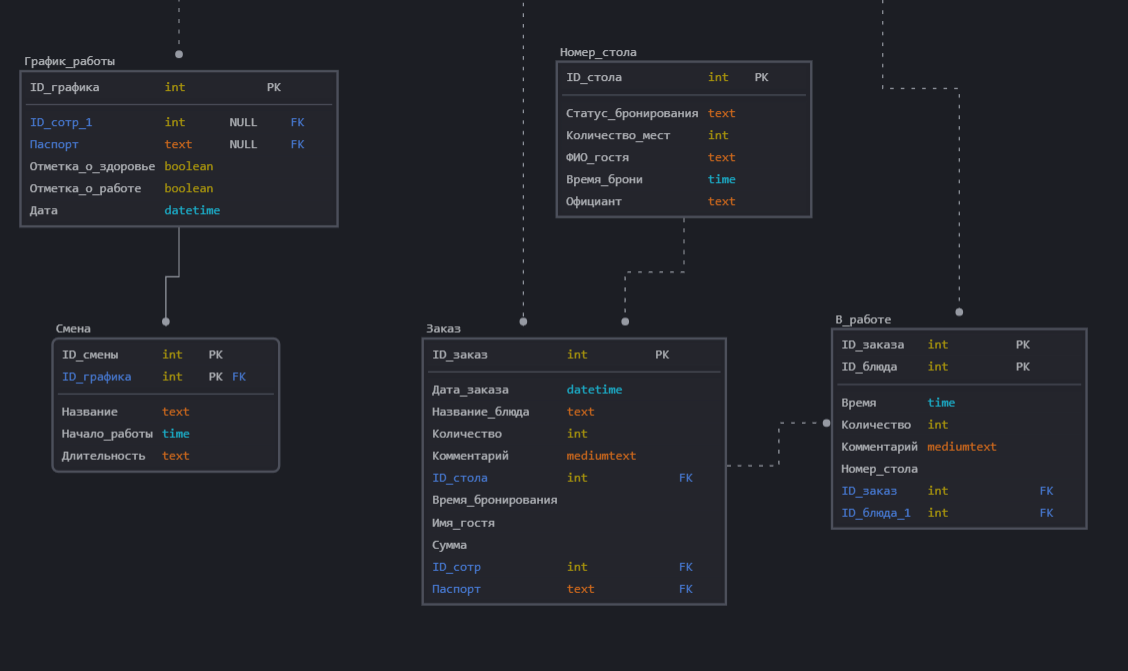 График_работы
ID_графика int PK
ID_сотр_1 int NULL FK
Паспорт text NULL FK
Отметка_о_здоровье boolean
Отметка_о_работе boolean
Дата datetime
Номер_стола
ID_стола int PK
Статус_бронирования text
Количество_мест int
ФИО_гостя text
Время_брони time
Официант text
Смена
ID_смены int PK
ID_графика int PK FK
Название text
Начало_работы time
Длительность text
Заказ
ID_заказ int PK
Дата_заказа datetime
Название_блюда text
Количество int
Комментарий mediumtext
ID_стола int FK
Время_бронирования
Имя_гостя
Сумма
ID_сотр int FK
Паспорт text FK
В_работе
ID_заказа int PK
ID_блюда int PK
Время time
Количество int
Комментарий mediumtext
Номер_стола
ID_заказ int FK
ID_блюда_1 int FK